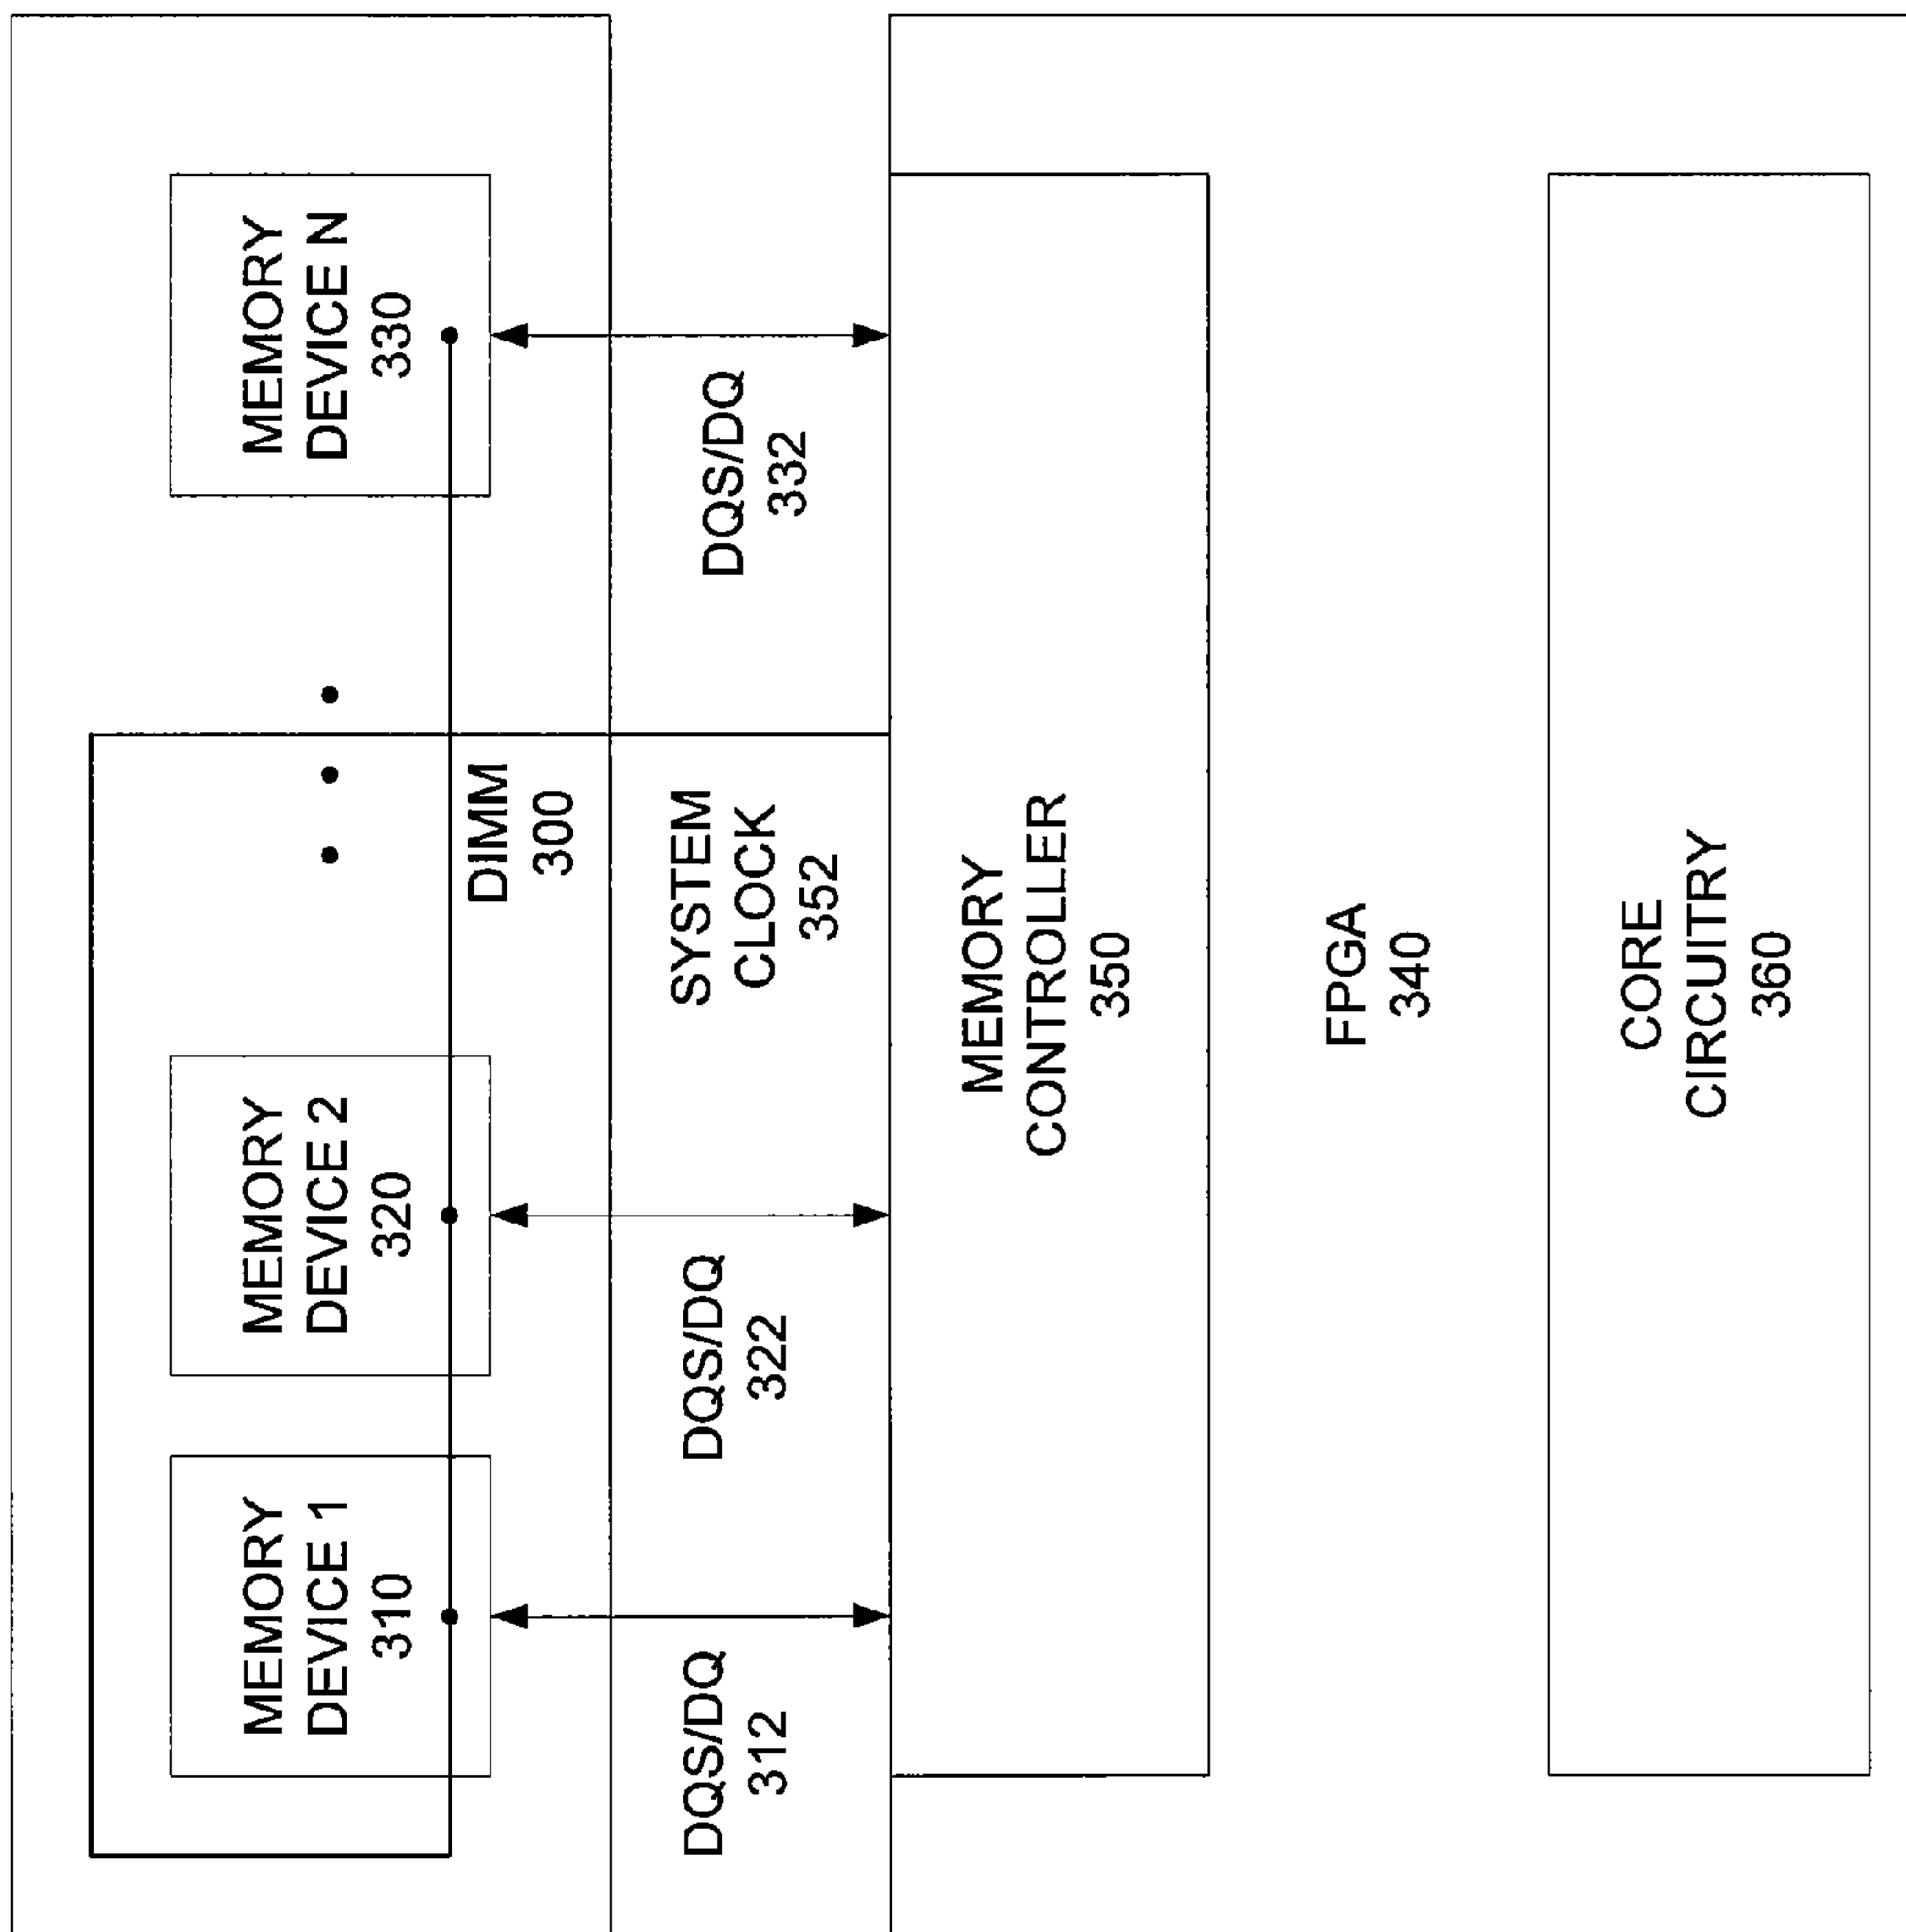 MEMORY
DEVICE 1
310
MEMORY
DEVICE 2
320
MEMORY
DEVICE N
330
DIMM
300
DQS/DQ
312
DQS/DQ
322
SYSTEM
CLOCK
352
DQS/DQ
332
MEMORY
CONTROLLER
350
FPGA
340
CORE
CIRCUITRY
360